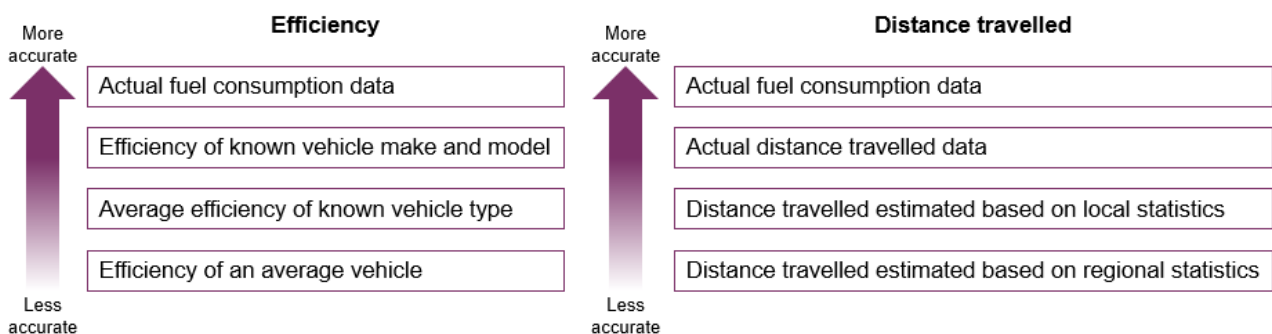 Efficiency
More
accurate
Actual fuel consumption data
Efficiency of known vehicle make and model
Average efficiency of known vehicle type
Efficiency of an average vehicle
Less
accurate
Distance travelled
More
accurate
Actual fuel consumption data
Actual distance travelled data
Distance travelled estimated based on local statistics
Distance travelled estimated based on regional statistics
Less
accurate